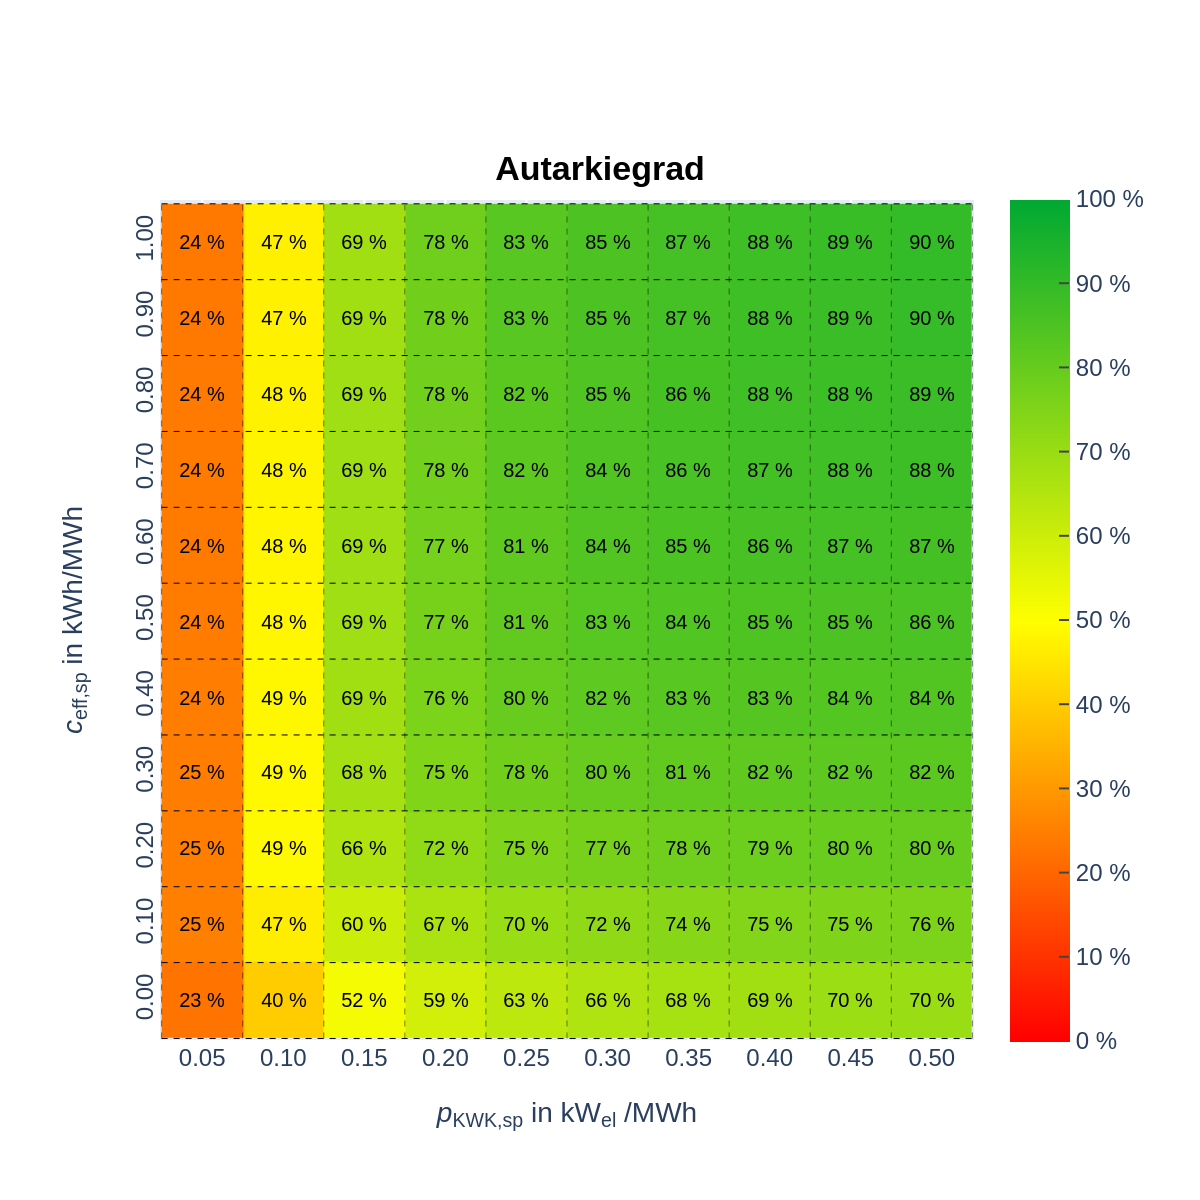 Autarkiegrad
1.00 24 % 47 % 69 % 78 % 83 % 85 % 87 % 88 % 89 % 90 %
0.90 24 % 47 % 69 % 78 % 83 % 85 % 87 % 88 % 89 % 90 %
0.80 24 % 48 % 69 % 78 % 82 % 85 % 86 % 88 % 88 % 89 %
0.70 24 % 48 % 69 % 78 % 82 % 84 % 86 % 87 % 88 % 88 %
0.60 24 % 48 % 69 % 77 % 81 % 84 % 85 % 86 % 87 % 87 %
0.50 24 % 48 % 69 % 77 % 81 % 83 % 84 % 85 % 85 % 86 %
0.40 24 % 49 % 69 % 76 % 80 % 82 % 83 % 83 % 84 % 84 %
0.30 25 % 49 % 68 % 75 % 78 % 80 % 81 % 82 % 82 % 82 %
0.20 25 % 49 % 66 % 72 % 75 % 77 % 78 % 79 % 80 % 80 %
0.10 25 % 47 % 60 % 67 % 70 % 72 % 74 % 75 % 75 % 76 %
0.00 23 % 40 % 52 % 59 % 63 % 66 % 68 % 69 % 70 % 70 %
0.05 0.10 0.15 0.20 0.25 0.30 0.35 0.40 0.45 0.50
pKWK,sp in kWel /MWh
ceff,sp in kWh/MWh
100 %
90 %
80 %
70 %
60 %
50 %
40 %
30 %
20 %
10 %
0 %